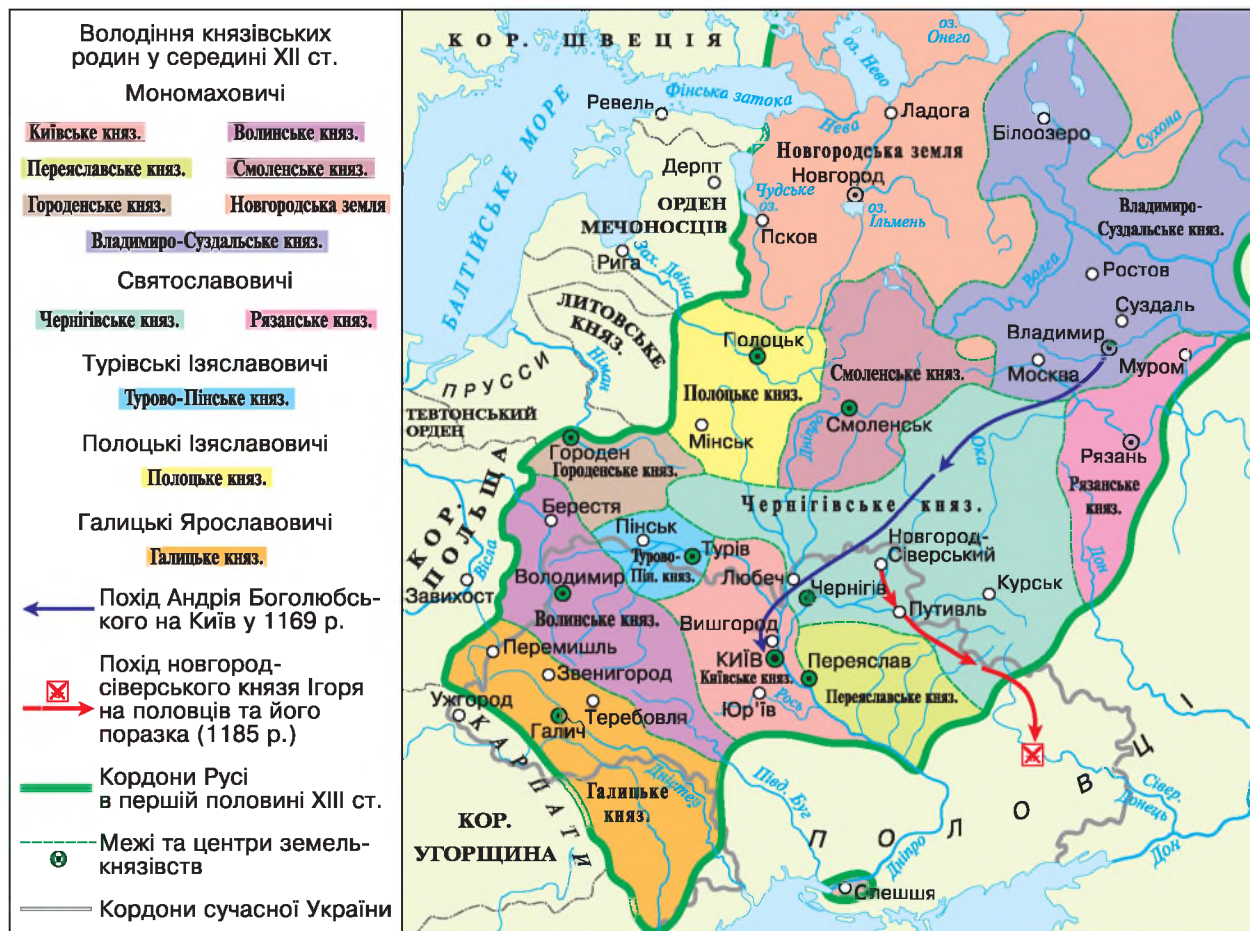 Володіння князівських
родин у середині XII ст.
Мономаховичі
Київське княз.
Волинське княз.
Переяславське княз.
Смоленське княз.
Городенське княз.
Новгородська земля
Владимиро-Суздальське княз.
Святославовичі
Чернігівське княз.
Рязанське княз.
Турівські Ізяславовичі
Турово-Пінське княз.
Полоцькі Ізяславовичі
Полоцьке княз.
Галицькі Ярославовичі
Галицьке княз.
Похід Андрія Боголюбсь-
кого на Київ у 1169 р.
Похід новгород-
сіверського князя Ігоря
на половців та його
поразка (1185 р.)
Кордони Русі
в першій половині XIII ст.
Межі та центри земель-
князівств
Кордони сучасної України
КОР. ШВЕЦІЯ
оз. Нево
оз.
Онего
Фінська затока
Ревель
Нева
Ладога
Білоозеро
Сухона
БАЛТІЙСЬКЕ МОРЕ
Новгородська земля
Новгород
Дерпт
Чудське
оз.
оз.
Ільмень
ОРДЕН
МЕЧОНОСЦІВ
Псков
Владимиро-
Суздальське княз.
Рига
Зах. Двіна
Волга
Ростов
Суздаль
ЛИТОВСЬКЕ
КНЯЗ.
Полоцьк
Владимир
Москва
Муром
Німан
ПРУССИ
Полоцьке княз.
Смоленське княз.
ТЕВТОНСЬКИЙ
ОРДЕН
Мінськ
Дніпро
Смоленськ
Ока
Рязань
Городен
Городенське княз.
Рязанське
княз.
КОР.
ПОЛЬЩА
Берестя
Чернігівське княз.
Пінськ
Турів
Турово-
Пін. княз.
Новгород-
Сіверський
Дон
Вісла
Завихост
Володимир
Любеч
Чернігів
Курськ
Путивль
Волинське княз.
Вишгород
КИЇВ
Київське княз.
Переяслав
Переяславське княз.
Перемишль
Звенигород
Рось
Юр'їв
Ужгород
Теребовля
Галич
КАРПАТИ
Дністер
Галицьке
княз.
Півд. Буг
ПОЛОВЦІ
Сівер.
Донець
КОР.
УГОРЩИНА
Дніпро
Дон
Олешшя